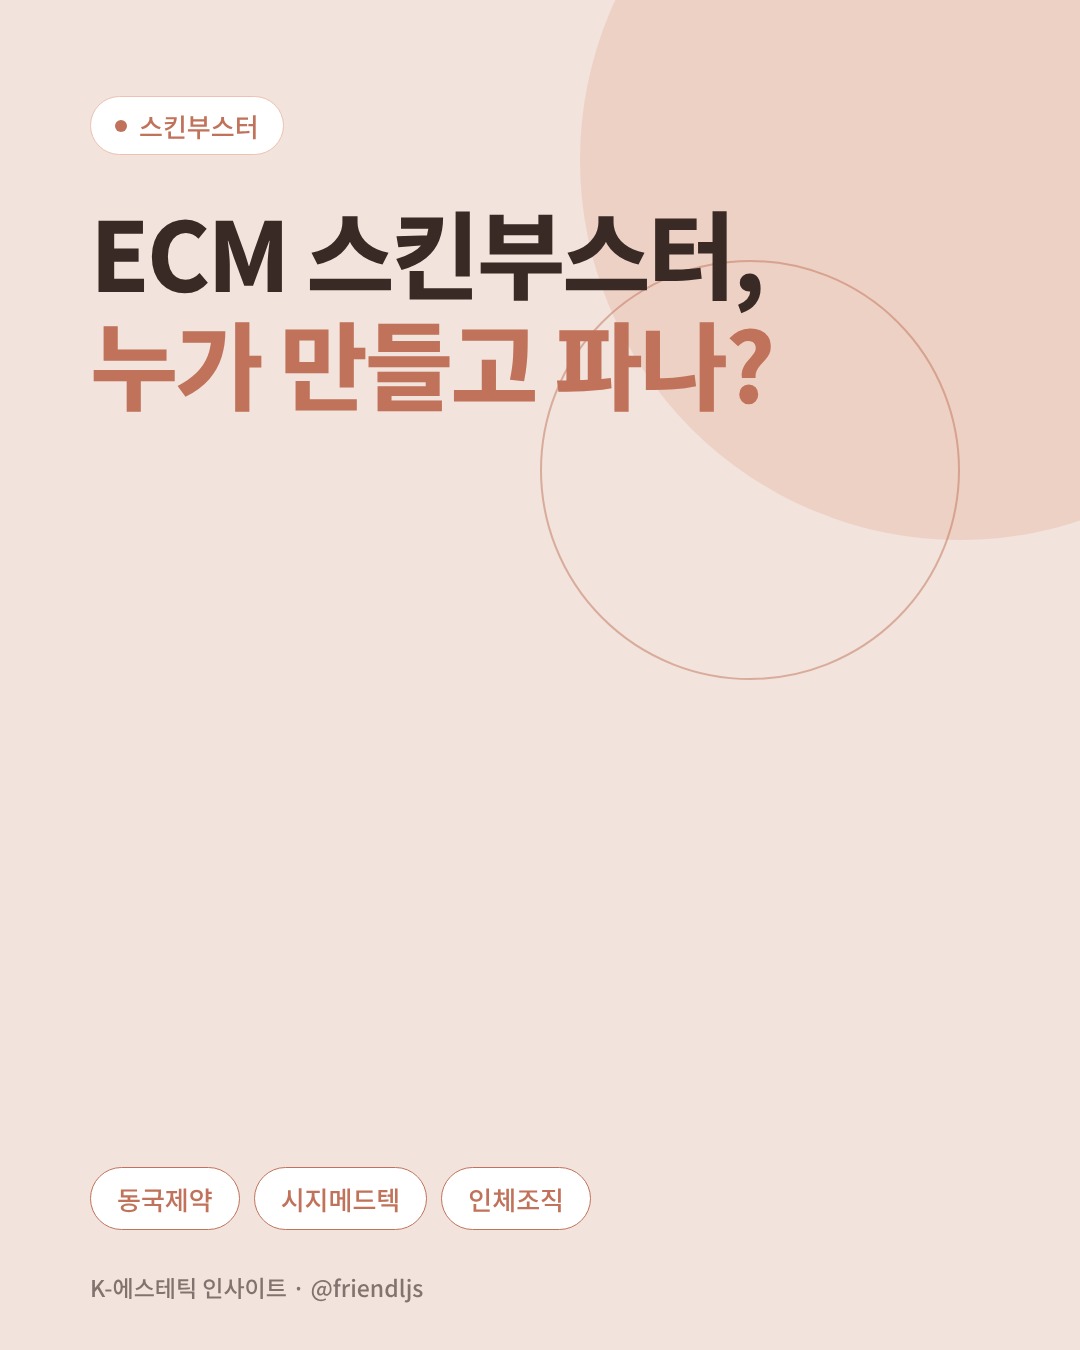 스킨부스터
ECM 스킨부스터,
누가 만들고 파나?
동국제약 시지메드텍 인체조직
K-에스테틱 인사이트 · @friendljs